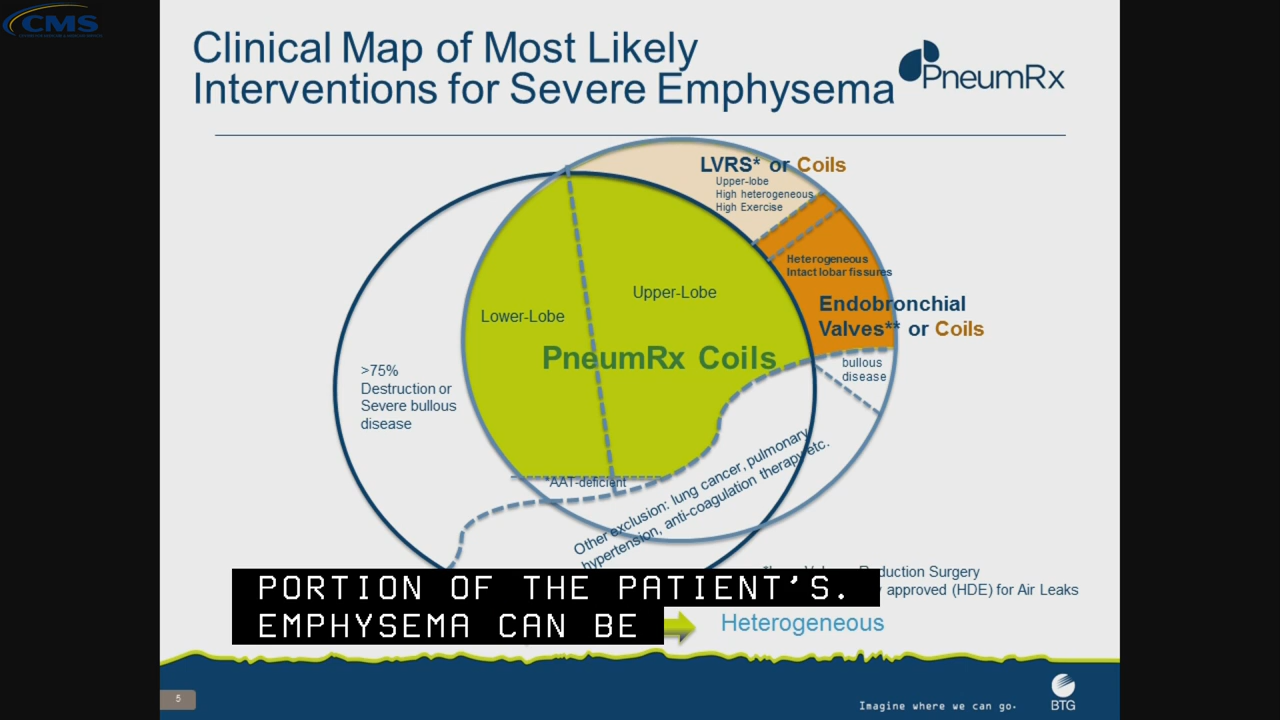 CMS
Clinical Map of Most Likely
Interventions for Severe Emphysema
PneumRx
LVRS* or Coils
Upper-lobe
High heterogeneous
High Exercise
Heterogeneous
Intact lobar fissures
Upper-Lobe
Lower-Lobe
Endobronchial
Valves** or Coils
PneumRx Coils
bullous
disease
>75%
Destruction or
Severe bullous
disease
*AAT-deficient
Other exclusion: lung cancer, pulmonary
hypertension, anti-coagulation therapy etc.
Surgery
approved (HDE) for Air Leaks
PORTION OF THE PATIENT'S.
EMPHYSEMA CAN BE
Heterogeneous
5
Imagine where we can go.
BTG